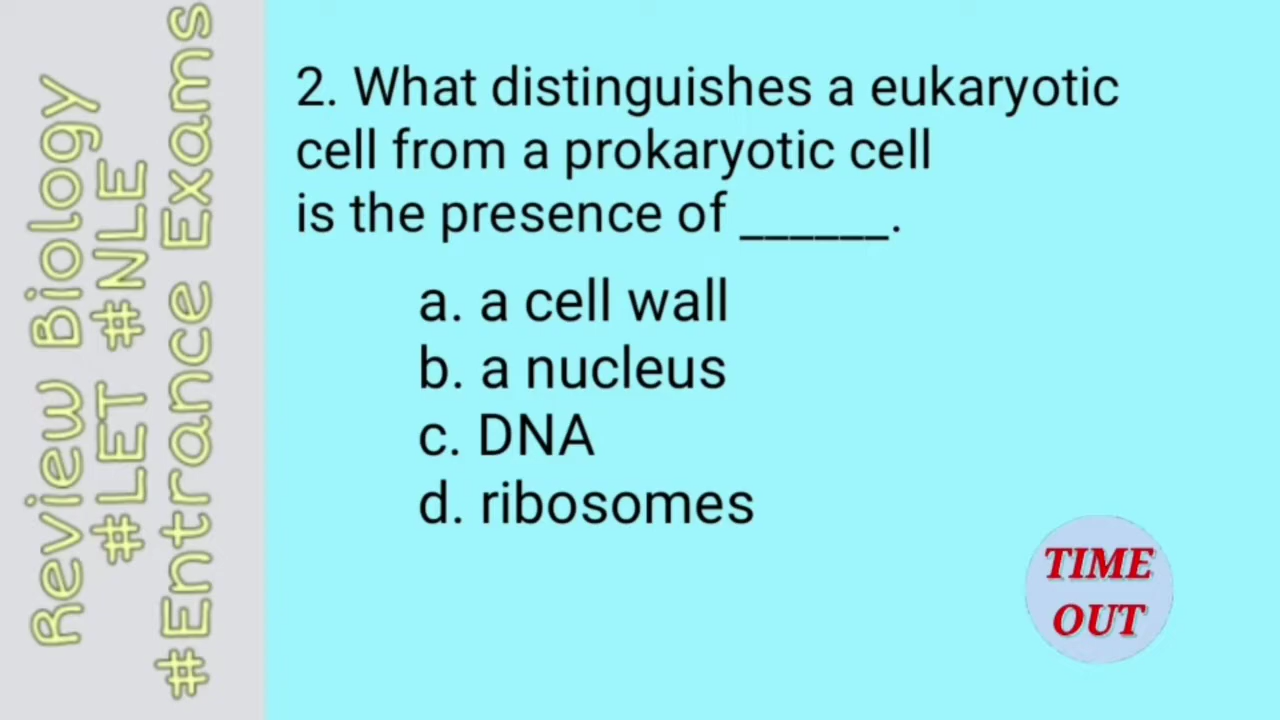 Review Biology
#LET #NLE
#Entrance Exams
2. What distinguishes a eukaryotic
cell from a prokaryotic cell
is the presence of ______.
a. a cell wall
b. a nucleus
c. DNA
d. ribosomes
TIME
OUT